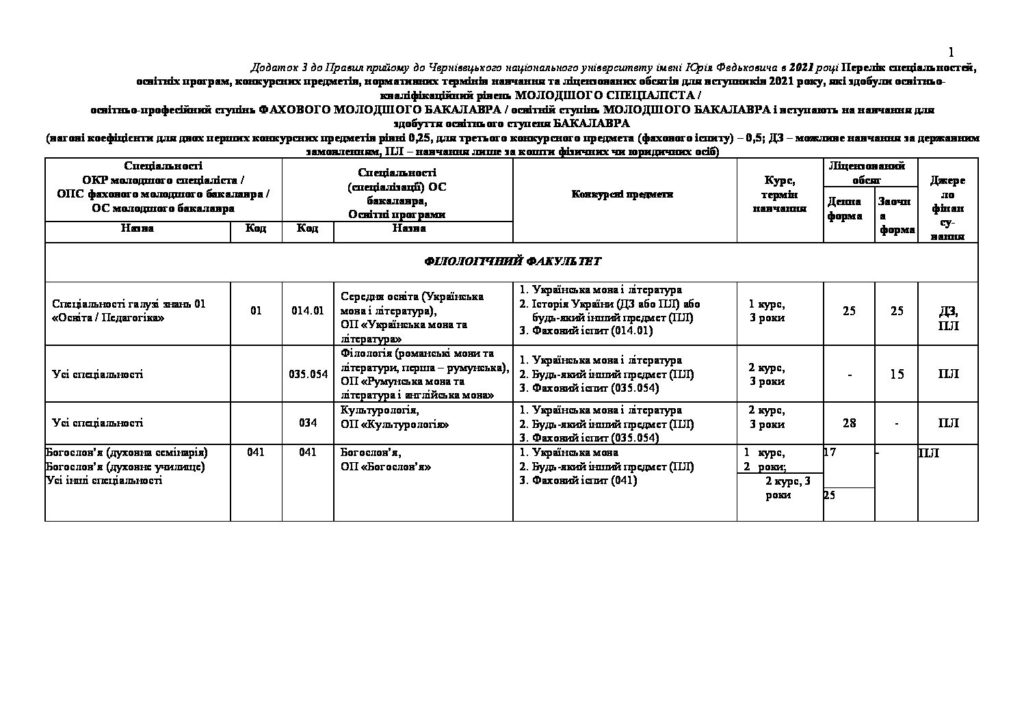 1
Додаток 3 до Правил прийому до Чернівецького національного університету імені Юрія Федьковича в 2021 році Перелік спеціальностей,
освітніх програм, конкурсних предметів, нормативних термінів навчання та ліцензованих обсягів для вступників 2021 року, які здобули освітньо-
кваліфікаційний рівень МОЛОДШОГО СПЕЦІАЛІСТА /
освітньо-професійний ступінь ФАХОВОГО МОЛОДШОГО БАКАЛАВРА / освітній ступінь МОЛОДШОГО БАКАЛАВРА і вступають на навчання для
здобуття освітнього ступеня БАКАЛАВРА
(вагові коефіцієнти для двох перших конкурсних предметів рівні 0,25, для третього конкурсного предмета (фахового іспиту) – 0,5; ДЗ – можливе навчання за державним
замовленням, ПЛ – навчання лише за кошти фізичних чи юридичних осіб)
Спеціальності
ОКР молодшого спеціаліста /
ОПС фахового молодшого бакалавра /
ОС молодшого бакалавра
Спеціальності
(спеціалізації) ОС
бакалавра,
Освітні програми
Конкурсні предмети
Курс,
термін
навчання
Ліцензований
обсяг
Джере
ло
фінан
су-
вання
Назва
Код
Код
Назва
Денна
форма
Заочн
а
форма
ФІЛОЛОГІЧНИЙ ФАКУЛЬТЕТ
Спеціальності галузі знань 01
«Освіта / Педагогіка»
01
014.01
Середня освіта (Українська
мова і література),
ОП «Українська мова та
література»
1. Українська мова і література
2. Історія України (ДЗ або ПЛ) або
будь-який інший предмет (ПЛ)
3. Фаховий іспит (014.01)
1 курс,
3 роки
25
25
ДЗ,
ПЛ
Усі спеціальності
035.054
Філологія (романські мови та
літератури, перша – румунська),
ОП «Румунська мова та
література і англійська мова»
1. Українська мова і література
2. Будь-який інший предмет (ПЛ)
3. Фаховий іспит (035.054)
2 курс,
3 роки
-
15
ПЛ
Усі спеціальності
034
Культурологія,
ОП «Культурологія»
1. Українська мова і література
2. Будь-який інший предмет (ПЛ)
3. Фаховий іспит (035.054)
2 курс,
3 роки
28
-
ПЛ
Богослов'я (духовна семінарія)
Богослов'я (духовне училище)
Усі інші спеціальності
041
041
Богослов'я,
ОП «Богослов'я»
1. Українська мова
2. Будь-який інший предмет (ПЛ)
3. Фаховий іспит (041)
1 курс,
2 роки;
2 курс, 3
роки
17
25
-
ПЛ